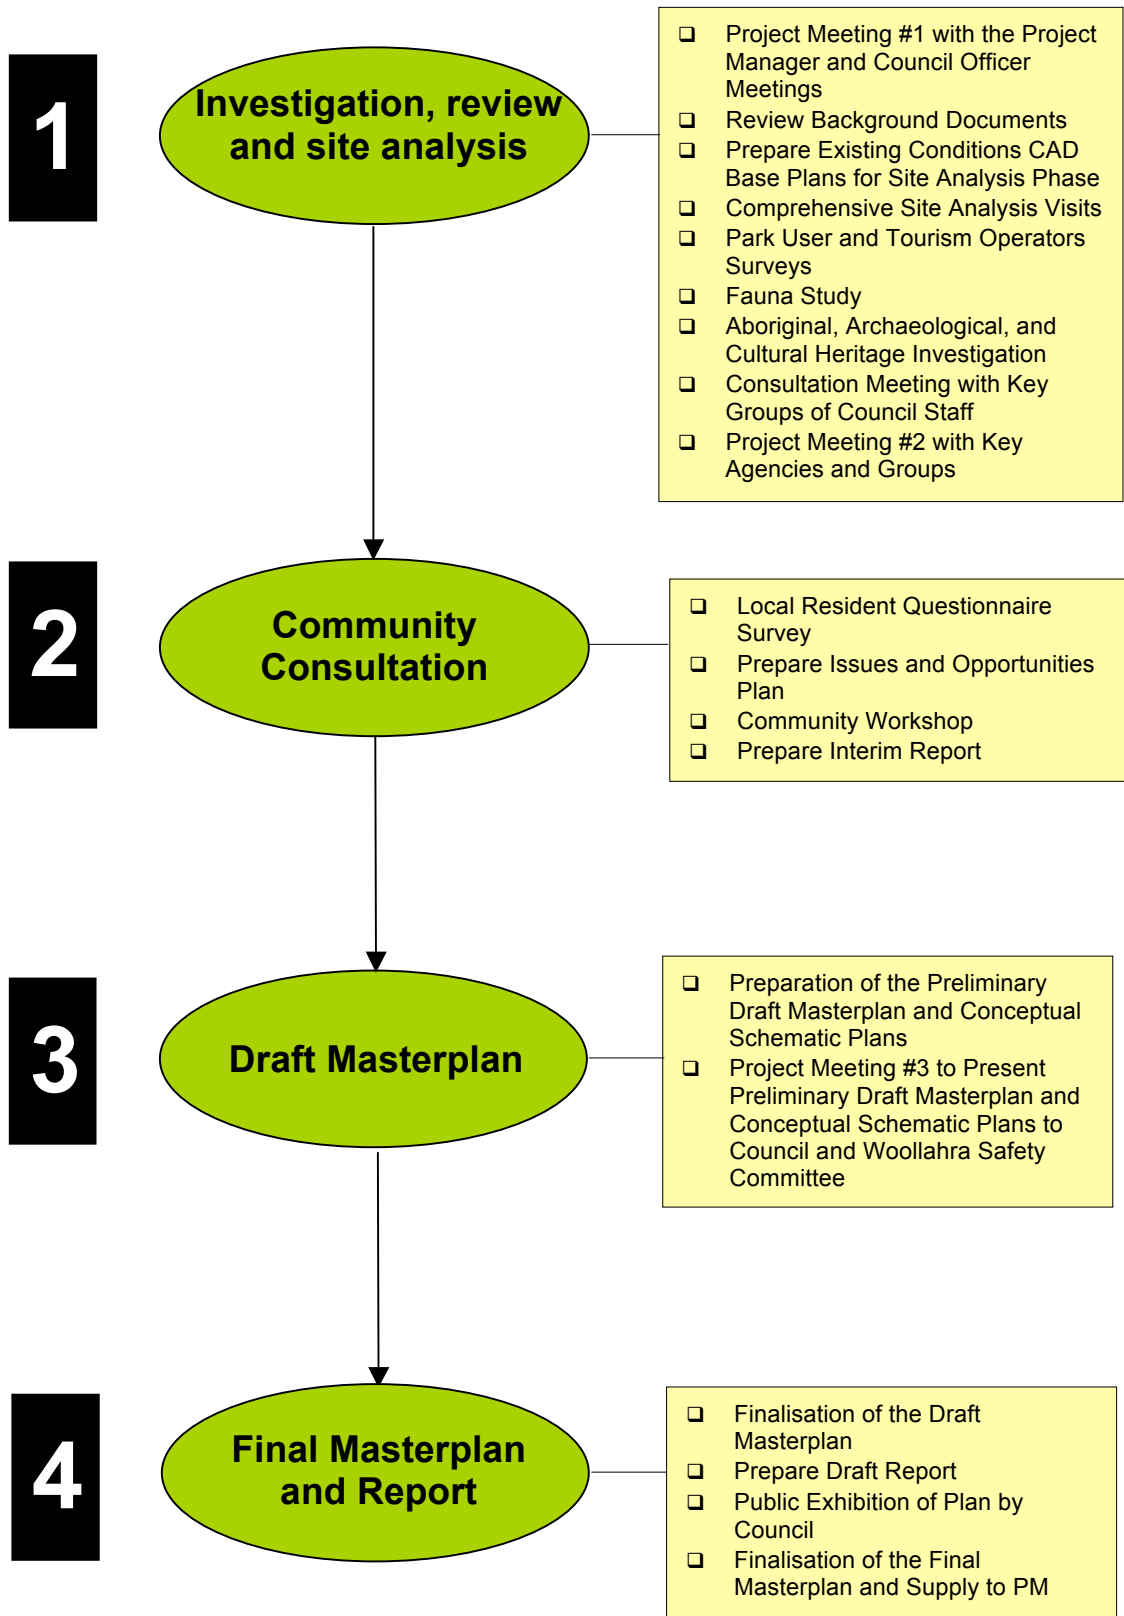 1
Investigation, review
and site analysis
Project Meeting #1 with the Project
Manager and Council Officer
Meetings
Review Background Documents
Prepare Existing Conditions CAD
Base Plans for Site Analysis Phase
Comprehensive Site Analysis Visits
Park User and Tourism Operators
Surveys
Fauna Study
Aboriginal, Archaeological, and
Cultural Heritage Investigation
Consultation Meeting with Key
Groups of Council Staff
Project Meeting #2 with Key
Agencies and Groups
2
Community
Consultation
Local Resident Questionnaire
Survey
Prepare Issues and Opportunities
Plan
Community Workshop
Prepare Interim Report
3
Draft Masterplan
Preparation of the Preliminary
Draft Masterplan and Conceptual
Schematic Plans
Project Meeting #3 to Present
Preliminary Draft Masterplan and
Conceptual Schematic Plans to
Council and Woollahra Safety
Committee
4
Final Masterplan
and Report
Finalisation of the Draft
Masterplan
Prepare Draft Report
Public Exhibition of Plan by
Council
Finalisation of the Final
Masterplan and Supply to PM